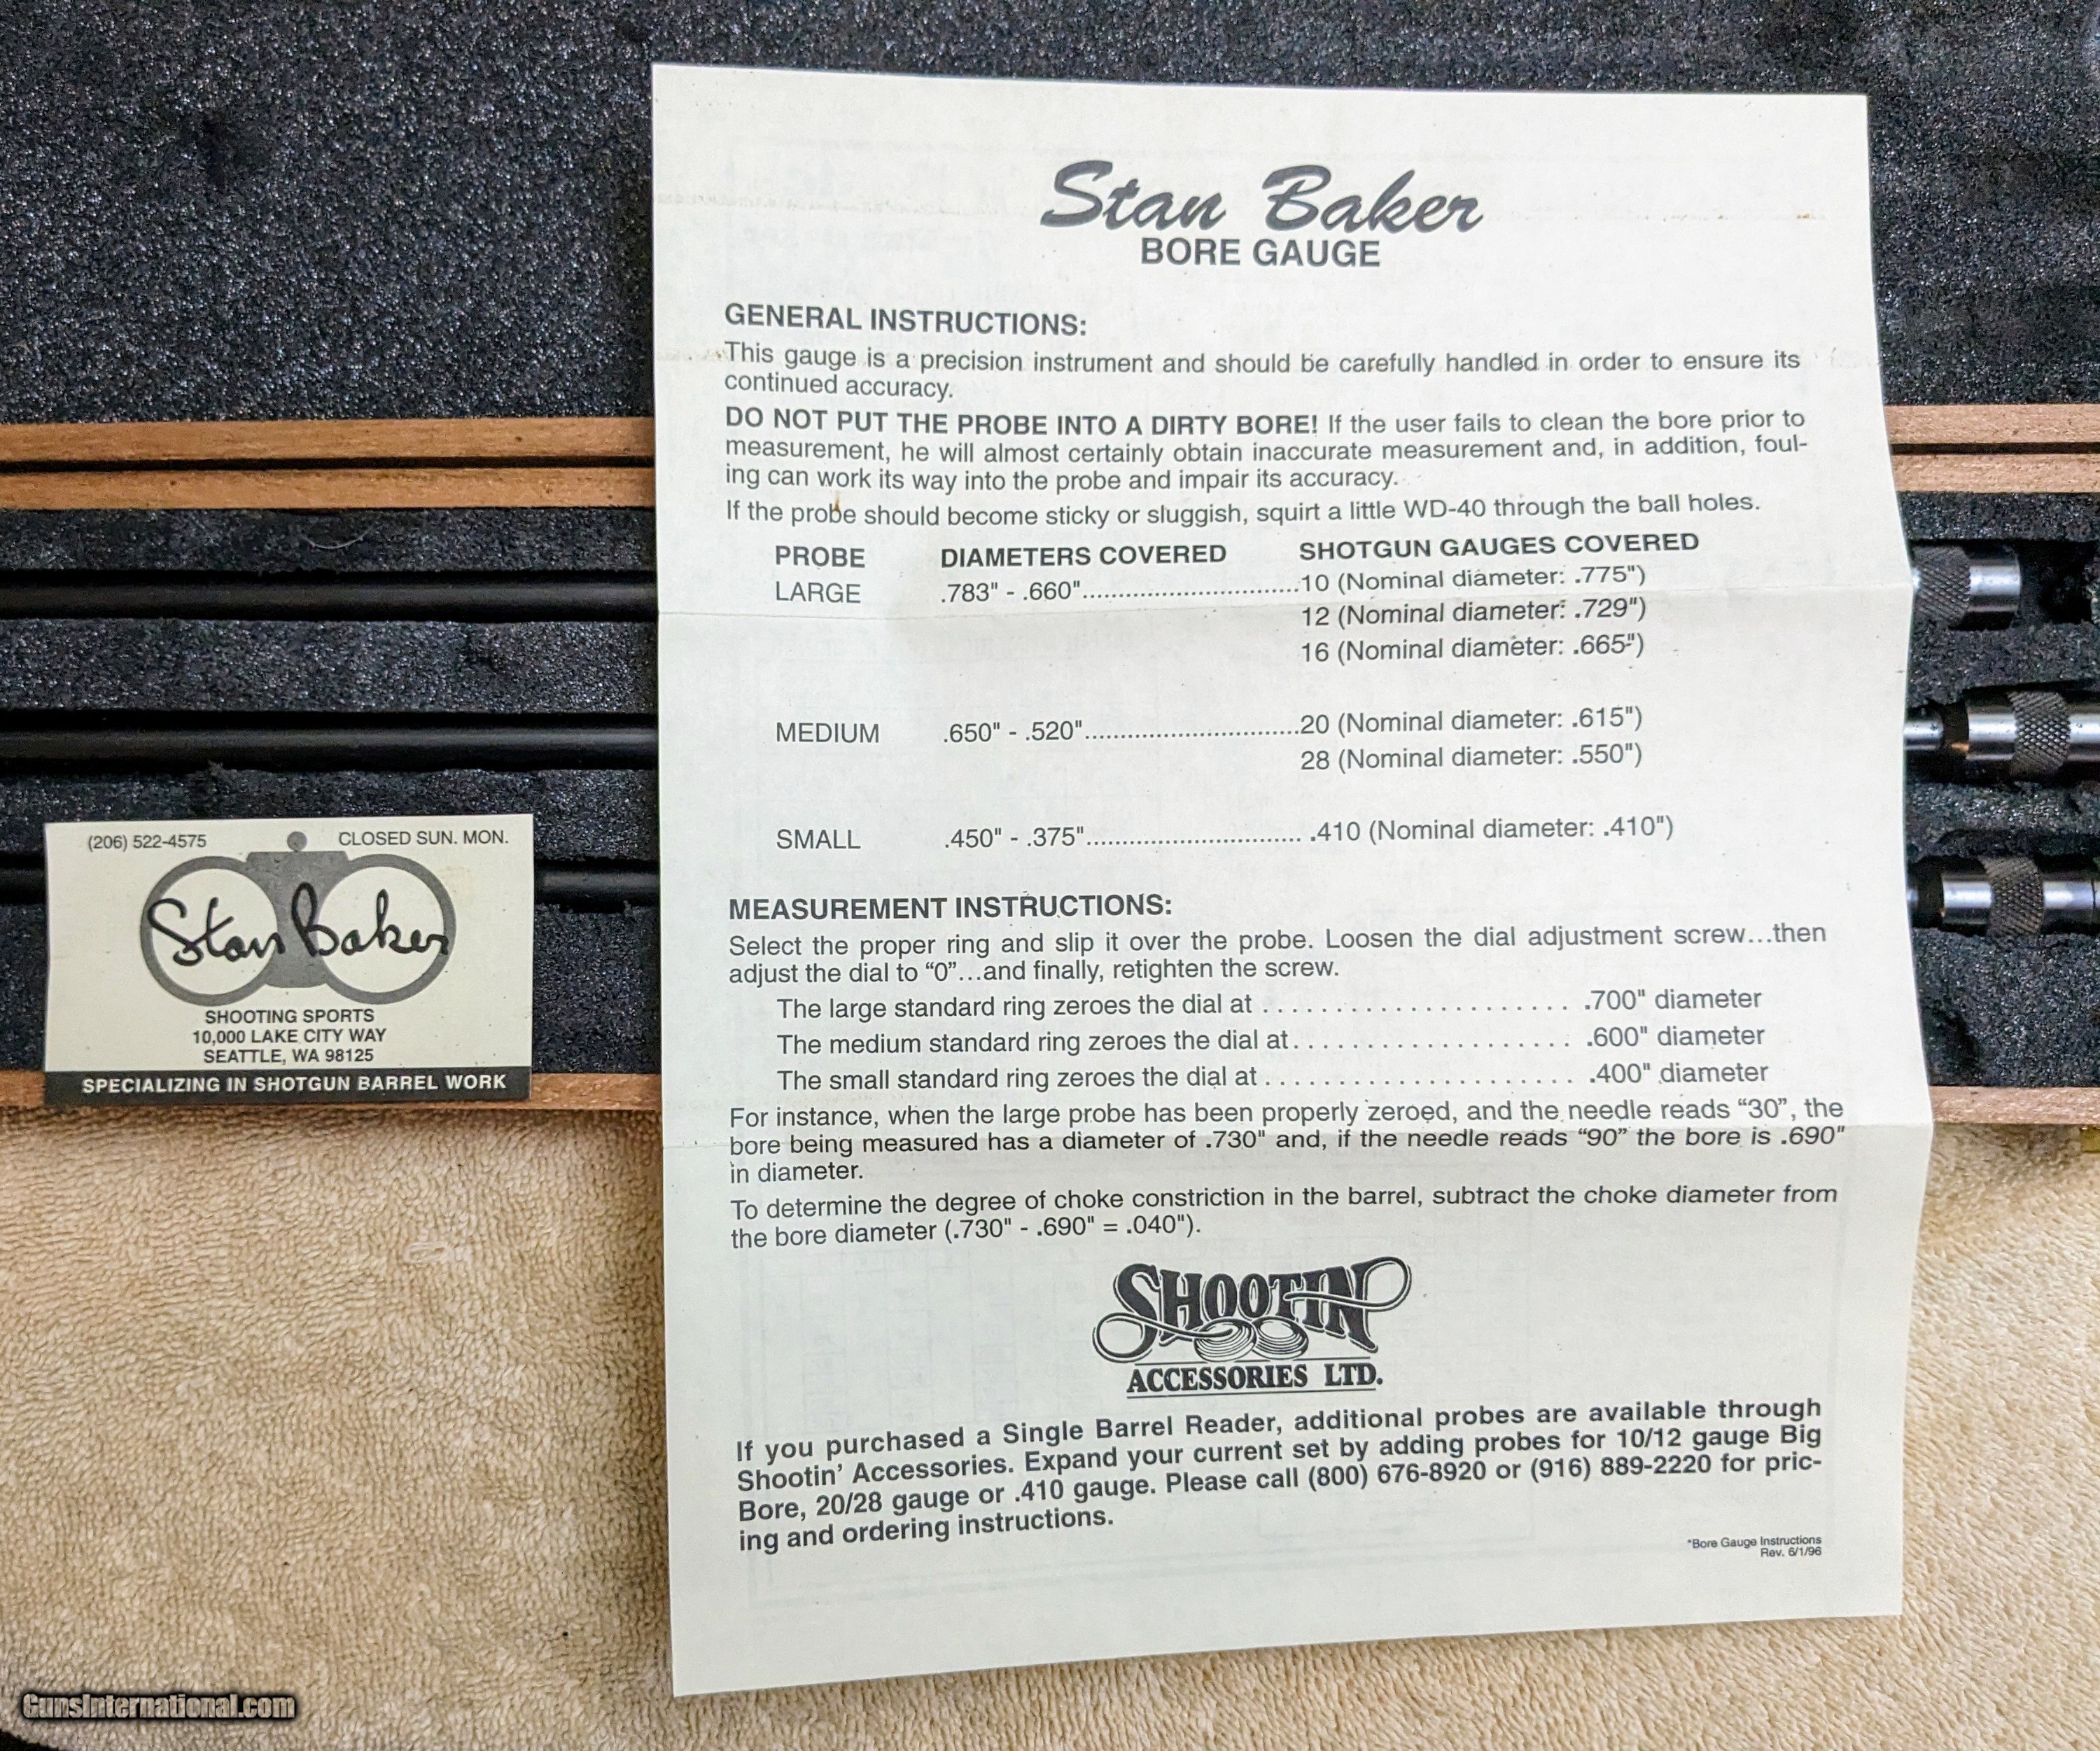 Stan Baker
BORE GAUGE
GENERAL INSTRUCTIONS:
This gauge is a precision instrument and should be carefully handled in order to ensure its
continued accuracy.
DO NOT PUT THE PROBE INTO A DIRTY BORE! If the user fails to clean the bore prior to
measurement, he will almost certainly obtain inaccurate measurement and, in addition, foul-
ing can work its way into the probe and impair its accuracy.
If the probe should become sticky or sluggish, squirt a little WD-40 through the ball holes.
PROBE DIAMETERS COVERED SHOTGUN GAUGES COVERED
LARGE .783" - .660"..............................10 (Nominal diameter: .775")
12 (Nominal diameter: .729")
16 (Nominal diameter: .665")
MEDIUM .650" - .520"..............................20 (Nominal diameter: .615")
28 (Nominal diameter: .550")
SMALL .450" - .375".............................. .410 (Nominal diameter: .410")
MEASUREMENT INSTRUCTIONS:
Select the proper ring and slip it over the probe. Loosen the dial adjustment screw...then
adjust the dial to “0”...and finally, retighten the screw.
The large standard ring zeroes the dial at . . . . . . . . . . . . . . . . . . . . . .700" diameter
The medium standard ring zeroes the dial at. . . . . . . . . . . . . . . . . . . .600" diameter
The small standard ring zeroes the dial at . . . . . . . . . . . . . . . . . . . . . . .400" diameter
For instance, when the large probe has been properly zeroed, and the needle reads “30”, the
bore being measured has a diameter of .730" and, if the needle reads “90” the bore is .690"
in diameter.
To determine the degree of choke constriction in the barrel, subtract the choke diameter from
the bore diameter (.730" - .690" = .040").
SHOOTIN
ACCESSORIES LTD.
If you purchased a Single Barrel Reader, additional probes are available through
Shootin’ Accessories. Expand your current set by adding probes for 10/12 gauge Big
Bore, 20/28 gauge or .410 gauge. Please call (800) 676-8920 or (916) 889-2220 for pric-
ing and ordering instructions.
*Bore Gauge Instructions
Rev. 6/1/96
(206) 522-4575 CLOSED SUN. MON.
Stan Baker
SHOOTING SPORTS
10,000 LAKE CITY WAY
SEATTLE, WA 98125
SPECIALIZING IN SHOTGUN BARREL WORK
GunsInternational.com